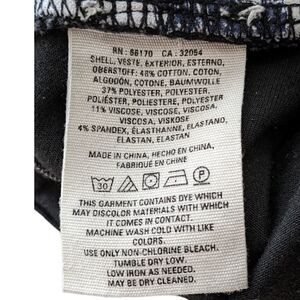 RN : 66170 CA : 32054
SHELL, VESTE, EXTERIOR, ESTERNO,
OBERSTOFF: 48% COTTON, COTON,
ALGODÓN, COTONE, BAUMWOLLE
37% POLYESTER, POLYESTER,
POLIÉSTER, POLIESTERE, POLYESTER
11% VISCOSE, VISCOSE, VISCOSA,
VISCOSA, VISKOSE
4% SPANDEX, ÉLASTHANNE, ELASTANO,
ELASTAN, ELASTAN
MADE IN CHINA, HECHO EN CHINA,
FABRIQUÉ EN CHINE
30 P
THIS GARMENT CONTAINS DYE WHICH
MAY DISCOLOR MATERIALS WITH WHICH
IT COMES IN CONTACT.
MACHINE WASH COLD WITH LIKE
COLORS.
USE ONLY NON-CHLORINE BLEACH.
TUMBLE DRY LOW.
LOW IRON AS NEEDED.
MAY BE DRY CLEANED.